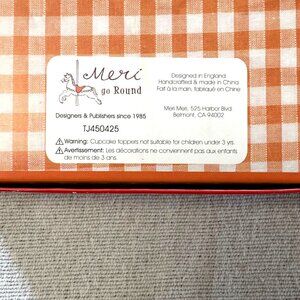 Meri
go Round
Designers & Publishers since 1985
TJ450425
Designed in England
Handcrafted & made in China
Fait à la main, fabriqué en Chine
Meri Meri, 525 Harbor Blvd
Belmont, CA 94002
Warning: Cupcake toppers not suitable for children under 3 yrs.
Avertissement: Les décorations ne conviennent pas aux enfants
de moins de 3 ans.